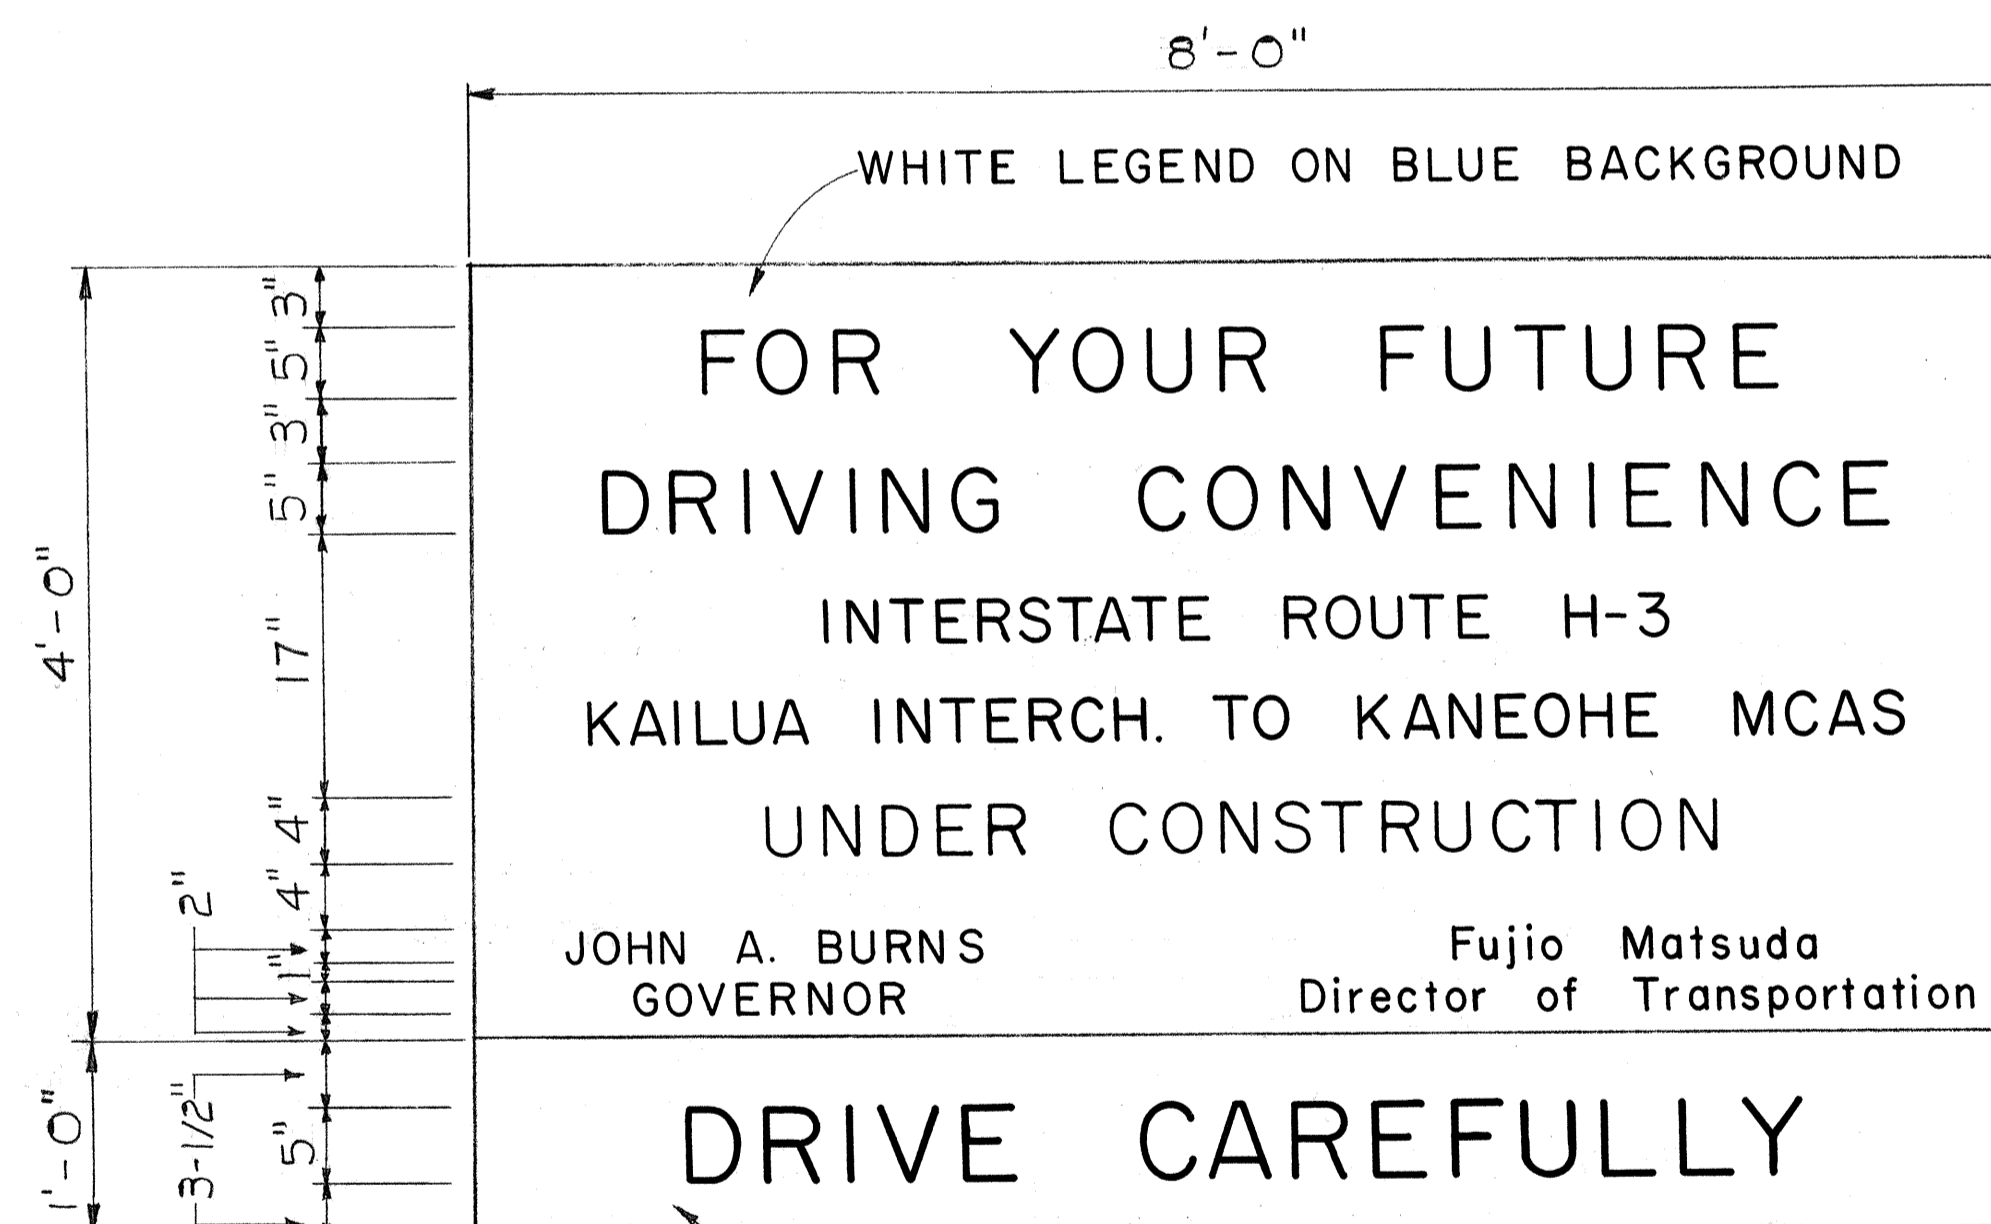 8'-0"
WHITE LEGEND ON BLUE BACKGROUND
3"
5"
3"
5"
17"
4"
4"
2"
1"
4'-0"
FOR YOUR FUTURE
DRIVING CONVENIENCE
INTERSTATE ROUTE H-3
KAILUA INTERCH. TO KANEOHE MCAS
UNDER CONSTRUCTION
JOHN A. BURNS
GOVERNOR
Fujio Matsuda
Director of Transportation
1'-0"
3-1/2"
5"
DRIVE CAREFULLY